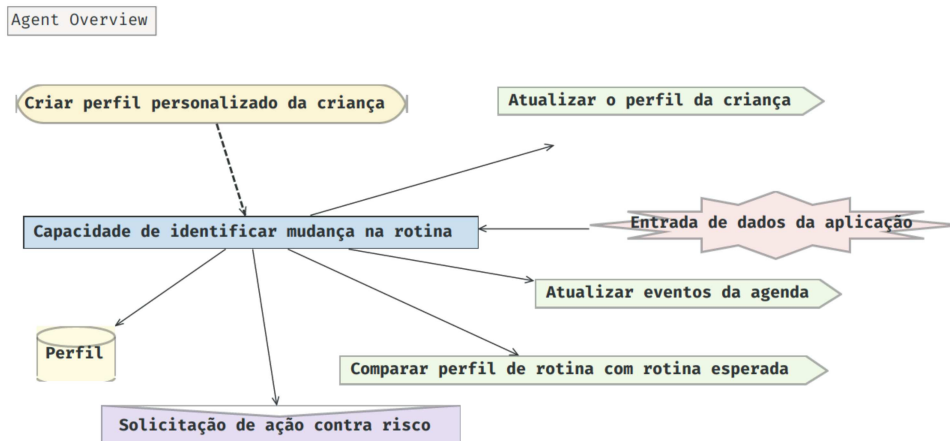 Agent Overview
Criar perfil personalizado da criança
Atualizar o perfil da criança
Entrada de dados da aplicação
Capacidade de identificar mudança na rotina
Atualizar eventos da agenda
Perfil
Comparar perfil de rotina com rotina esperada
Solicitação de ação contra risco